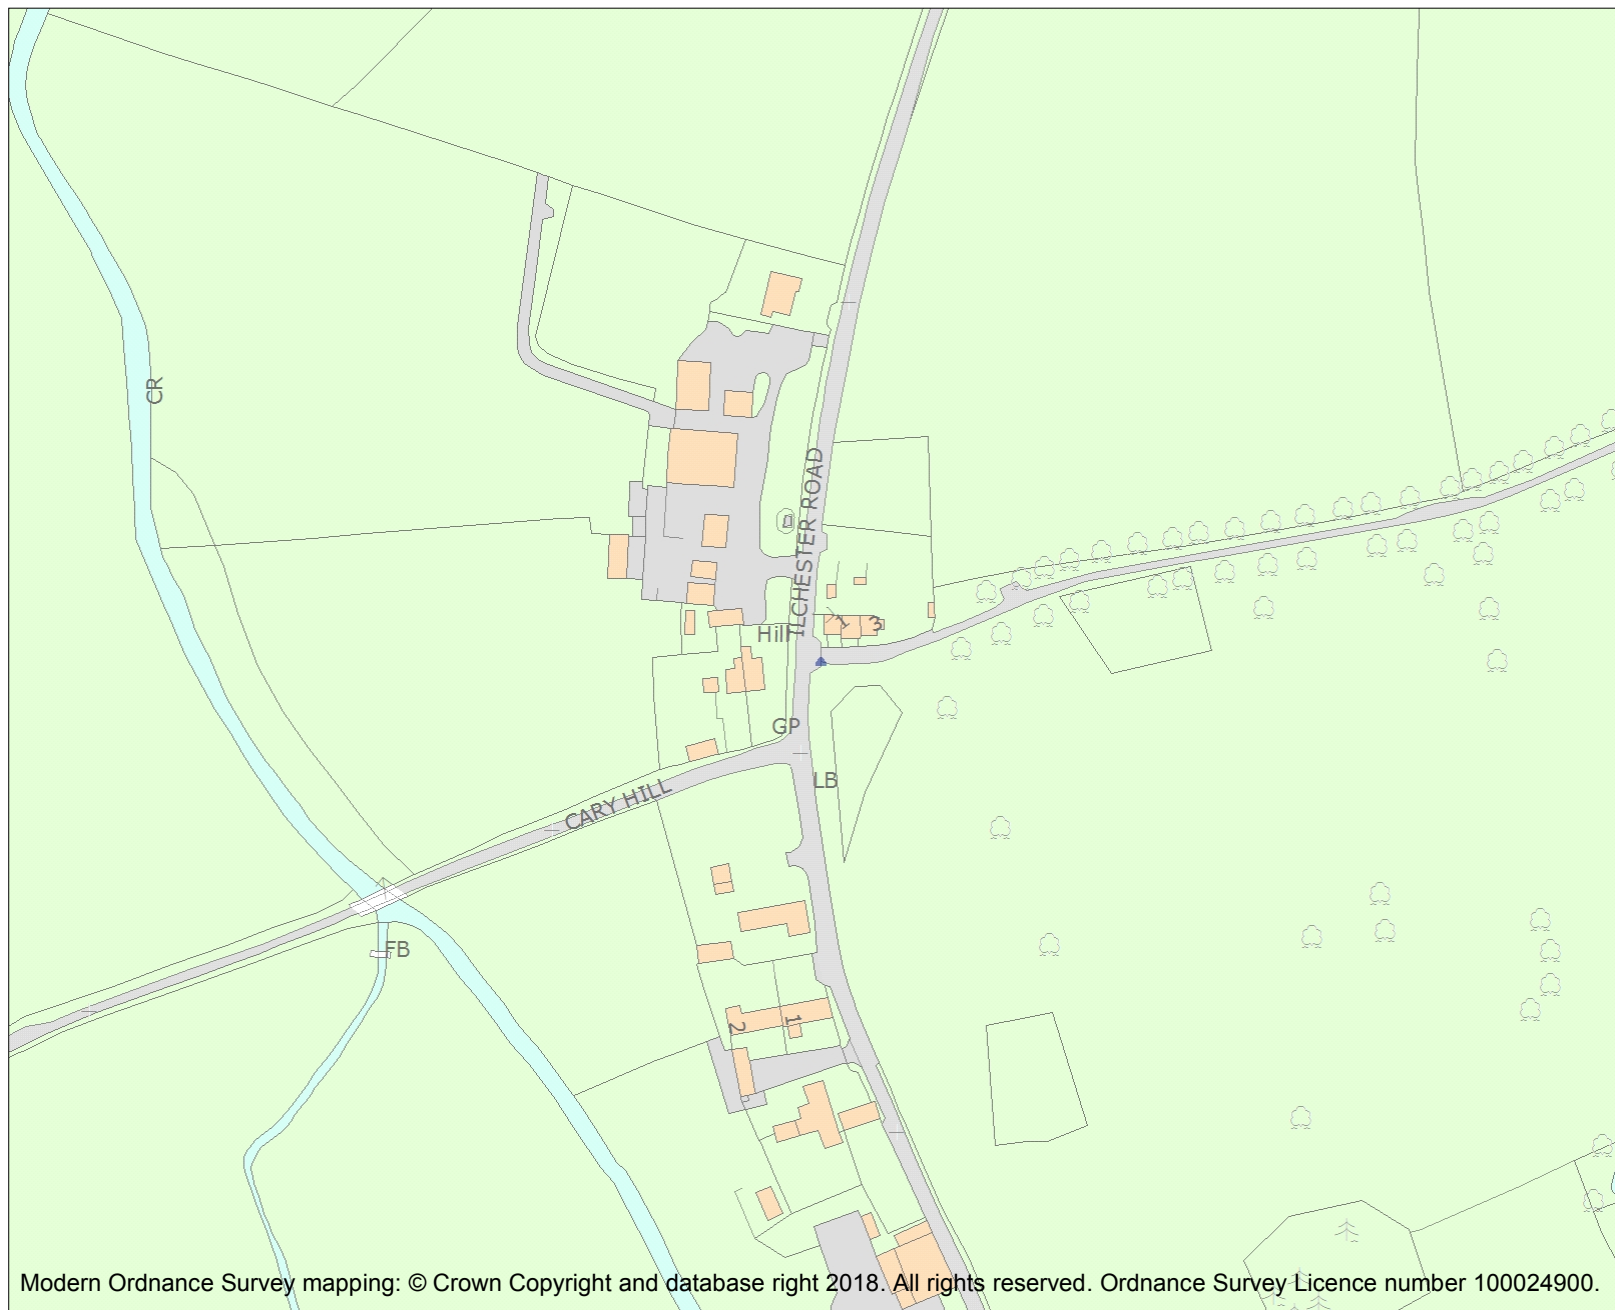 CR
ILCHESTER ROAD
1
3
Hill
GP
LB
CARY HILL
FB
2
1
Modern Ordnance Survey mapping: © Crown Copyright and database right 2018. All rights reserved. Ordnance Survey Licence number 100024900.